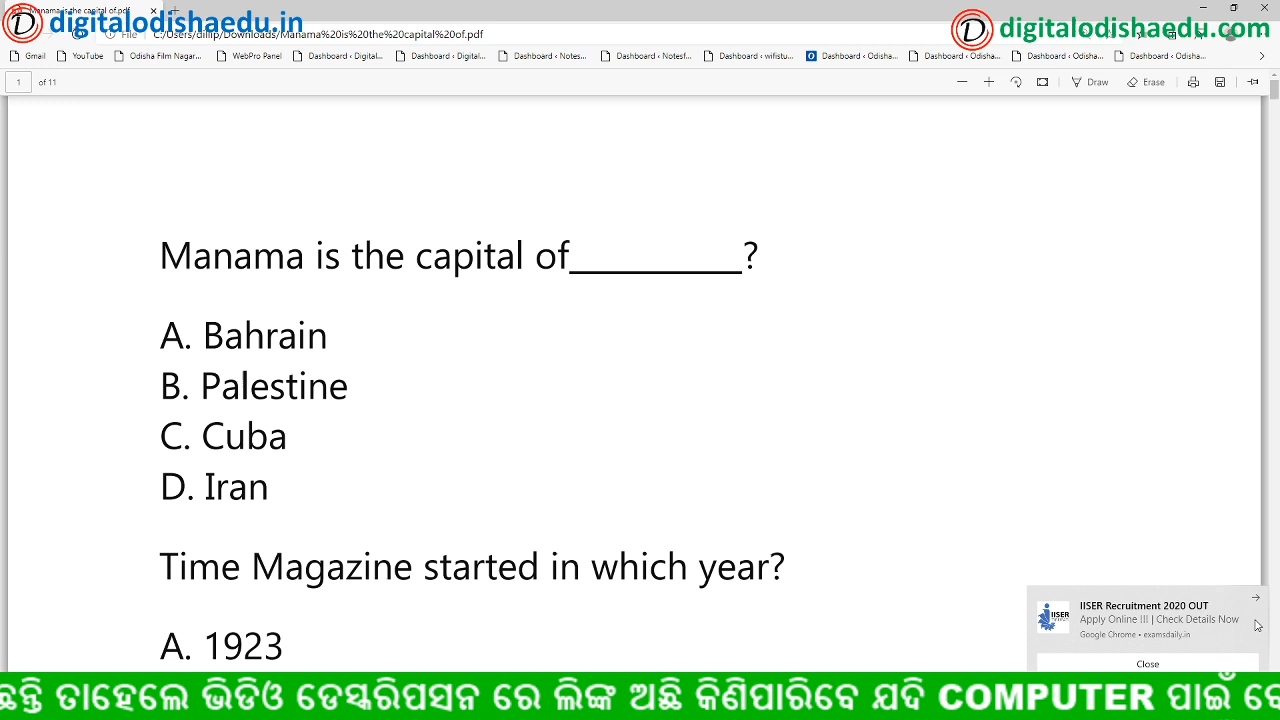 Manama is the capital of.pdf
digitalodishaedu.in
digitalodishaedu.com
File C:/Users/dillip/Downloads/Manama%20is%20the%20capital%20of.pdf
Gmail YouTube Odisha Film Nagar... WebPro Panel Dashboard < Digital... Dashboard ‹ Digital... Dashboard ‹ Notes... Dashboard ‹ Notesf... Dashboard ‹ wifistu... Dashboard ‹ Odisha... Dashboard ‹ Odisha... Dashboard ‹ Odisha... Dashboard ‹ Odisha...
1 of 11 Draw Erase
Manama is the capital of_________?
A. Bahrain
B. Palestine
C. Cuba
D. Iran
Time Magazine started in which year?
A. 1923
IISER Recruitment 2020 OUT
IISER
Apply Online III | Check Details Now
Google Chrome • examsdaily.in
Close
ଛନ୍ତି ତାହେଲେ ଭିଡିଓ ଡେସ୍କରିପସନ ରେ ଲିଙ୍କ ଅଛି କିଣିପାରିବେ ଯଦି COMPUTER ପାଇଁ